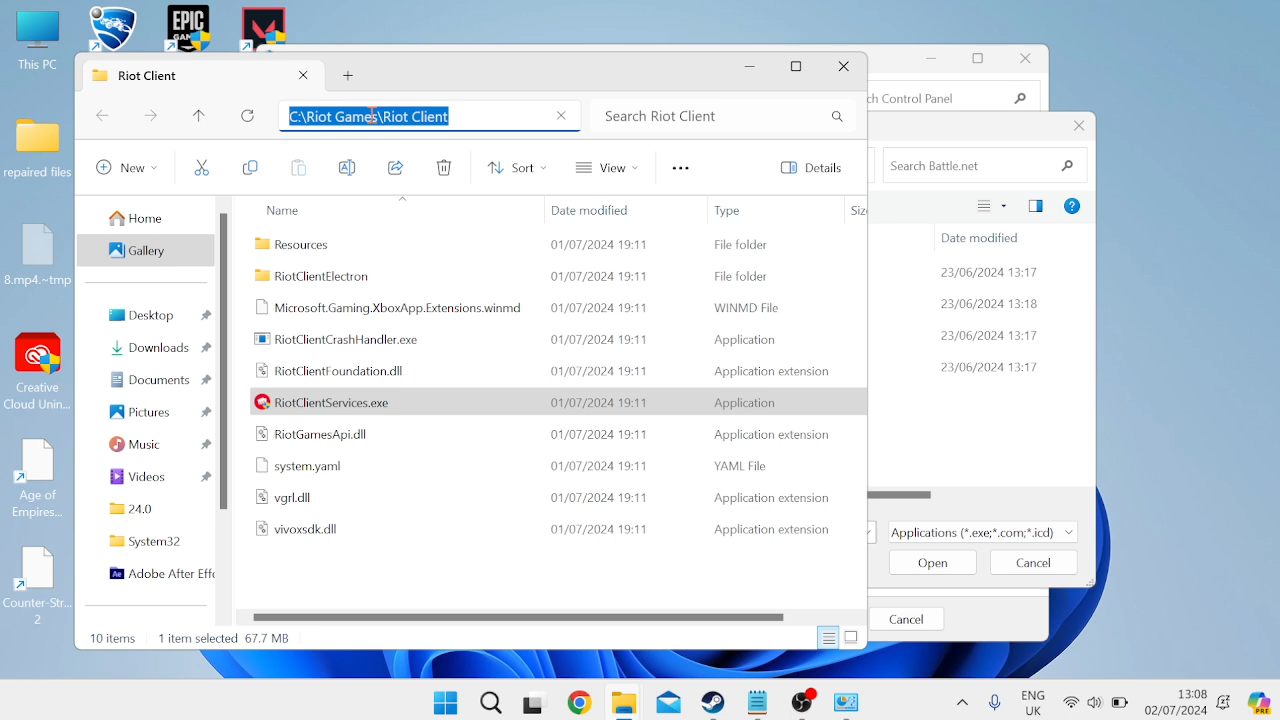 This PC
repaired files
8.mp4.~tmp
Creative
Cloud Unin...
Age of
Empires...
Counter-Str...
2
EPIC
Riot Client
C:\Riot Games\Riot Client
Search Riot Client
New
Sort
View
Details
Home
Gallery
Desktop
Downloads
Documents
Pictures
Music
Videos
24.0
System32
Adobe After Effe
Name
Date modified
Type
Siz
Resources
01/07/2024 19:11
File folder
RiotClientElectron
01/07/2024 19:11
File folder
Microsoft.Gaming.XboxApp.Extensions.winmd
01/07/2024 19:11
WINMD File
RiotClientCrashHandler.exe
01/07/2024 19:11
Application
RiotClientFoundation.dll
01/07/2024 19:11
Application extension
RiotClientServices.exe
01/07/2024 19:11
Application
RiotGamesApi.dll
01/07/2024 19:11
Application extension
system.yaml
01/07/2024 19:11
YAML File
vgrl.dll
01/07/2024 19:11
Application extension
vivoxsdk.dll
01/07/2024 19:11
Application extension
10 items
1 item selected 67.7 MB
ch Control Panel
Search Battle.net
Date modified
23/06/2024 13:17
23/06/2024 13:18
23/06/2024 13:17
23/06/2024 13:17
Applications (*.exe;*.com;*.icd)
Open
Cancel
Cancel
ENG
UK
13:08
02/07/2024
PRE